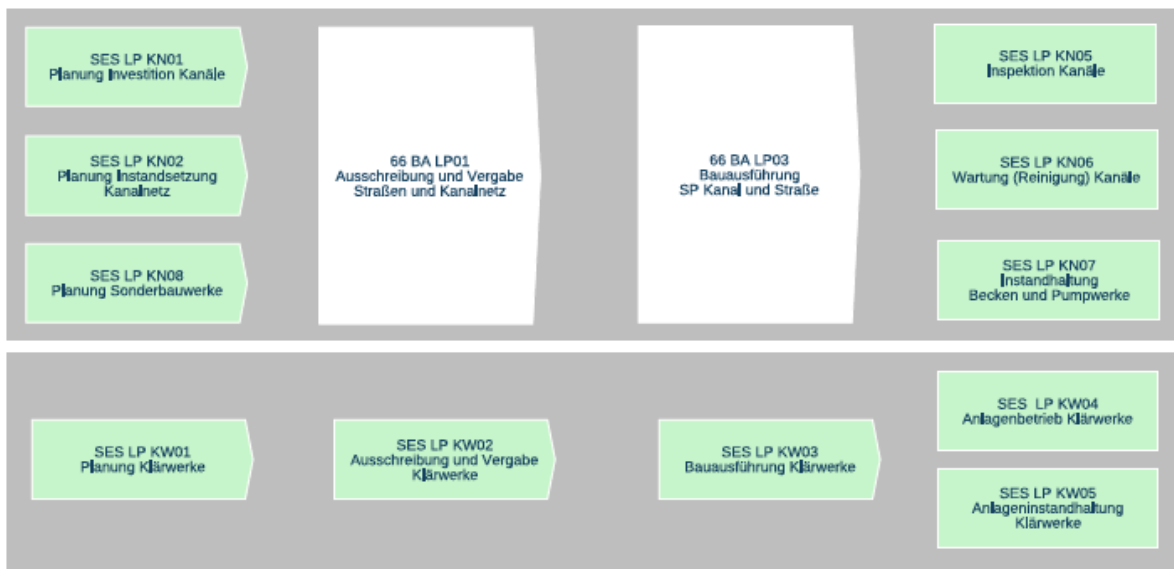 SES LP KN01
Planung Investition Kanäle
SES LP KN02
Planung Instandsetzung
Kanalnetz
SES LP KN08
Planung Sonderbauwerke
66 BA LP01
Ausschreibung und Vergabe
Straßen und Kanalnetz
66 BA LP03
Bauausführung
SP Kanal und Straße
SES LP KN05
Inspektion Kanäle
SES LP KN06
Wartung (Reinigung) Kanäle
SES LP KN07
Instandhaltung
Becken und Pumpwerke
SES LP KW01
Planung Klärwerke
SES LP KW02
Ausschreibung und Vergabe
Klärwerke
SES LP KW03
Bauausführung Klärwerke
SES LP KW04
Anlagenbetrieb Klärwerke
SES LP KW05
Anlageninstandhaltung
Klärwerke